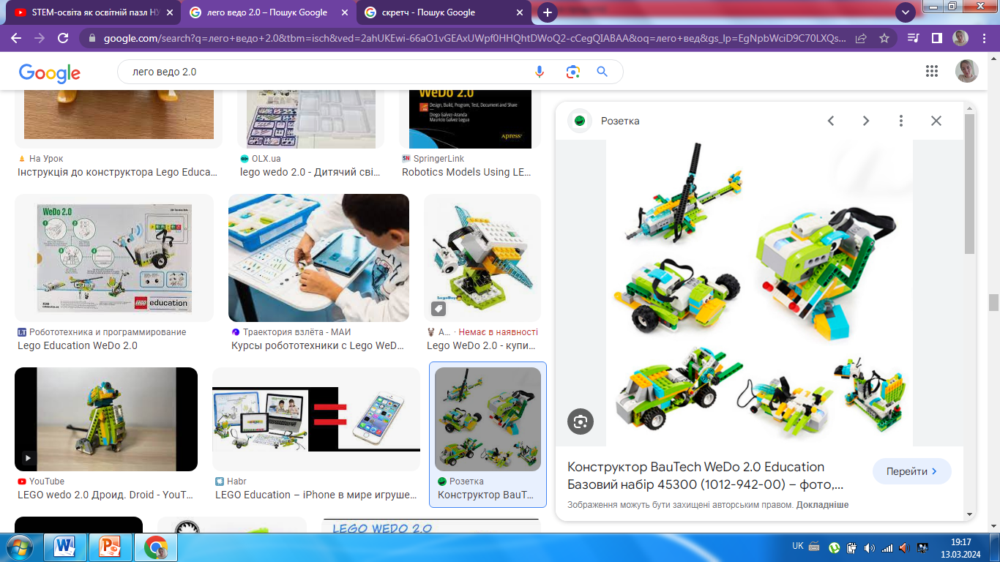 STEM-освіта як освітній пазл НУ
лего ведо 2.0 – Пошук Google
скретч - Пошук Google
google.com/search?q=лего+ведо+2.0&tbm=isch&ved=2ahUKEwi-66aO1vGEAxUWpf0HHQhtDWoQ2-cCegQIABAA&oq=лего+вед&gs_lp=EgNpbWciD9C70LXQs...
Google
лего ведо 2.0
WeDo 2.0
Design, Build, Program, Test, Document and Share
Diego Galvez-Aranda
Mauricio Galvez Legua
Apress
На Урок
Інструкція до конструктора Lego Educa...
OLX.ua
lego wedo 2.0 - Дитячий сві...
SN SpringerLink
Robotics Models Using LE...
Розетка
WeDo 2.0
LEGO education
Робототехника и программирование
Lego Education WeDo 2.0
Траектория взлёта - МАИ
Курсы робототехники с Lego WeD...
А... · Немає в наявності
Lego WeDo 2.0 - купи...
YouTube
LEGO wedo 2.0 Дроид. Droid - YouT...
Habr
LEGO Education – iPhone в мире игруше...
Розетка
Конструктор BauT...
Конструктор BauTech WeDo 2.0 Education
Базовий набір 45300 (1012-942-00) – фото,...
Перейти
Зображення можуть бути захищені авторським правом. Докладніше
LEGO WEDO 2.0
UK
19:17
13.03.2024